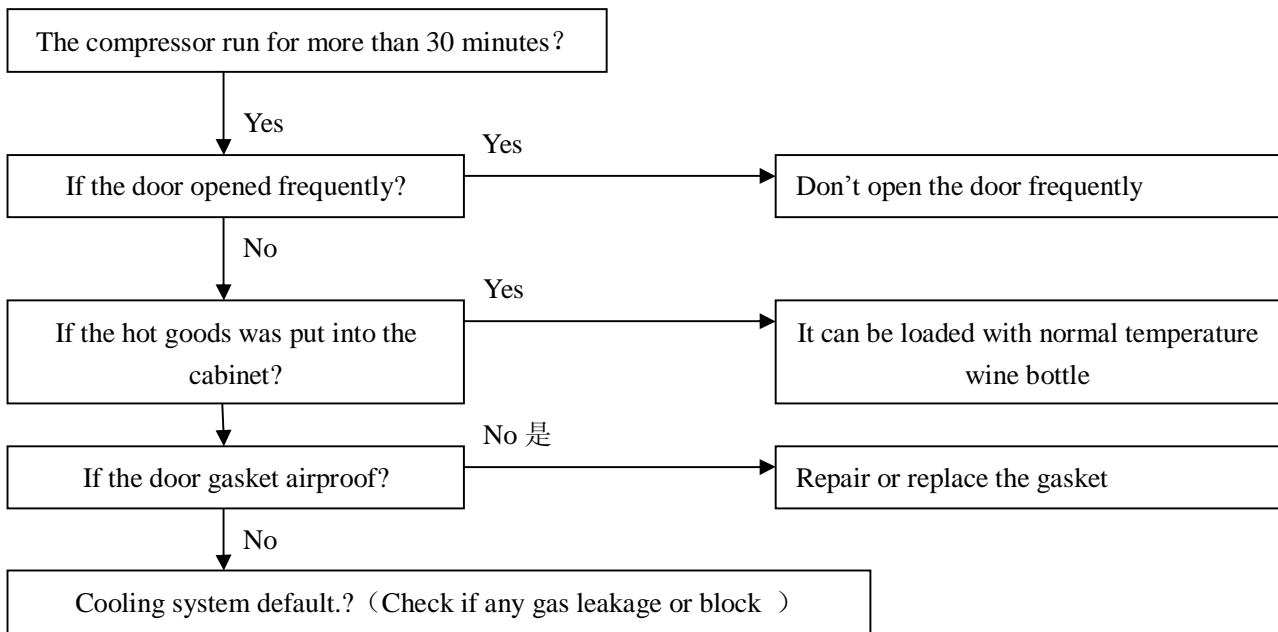 The compressor run for more than 30 minutes？
Yes
If the door opened frequently?
Yes
Don’t open the door frequently
No
If the hot goods was put into the
cabinet?
Yes
It can be loaded with normal temperature
wine bottle
If the door gasket airproof?
No 是
Repair or replace the gasket
No
Cooling system default.?（Check if any gas leakage or block ）